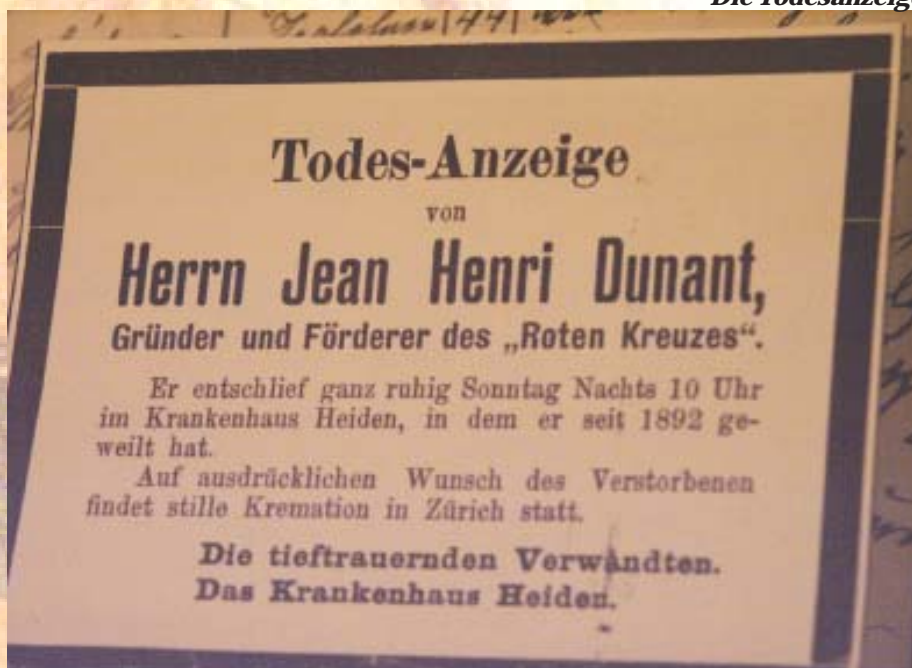 Die Todesanzeige
44
Todes-Anzeige
von
Herrn Jean Henri Dunant,
Gründer und Förderer des „Roten Kreuzes“.
Er entschlief ganz ruhig Sonntag Nachts 10 Uhr
im Krankenhaus Heiden, in dem er seit 1892 ge-
weilt hat.
Auf ausdrücklichen Wunsch des Verstorbenen
findet stille Kremation in Zürich statt.
Die tieftrauernden Verwandten.
Das Krankenhaus Heiden.